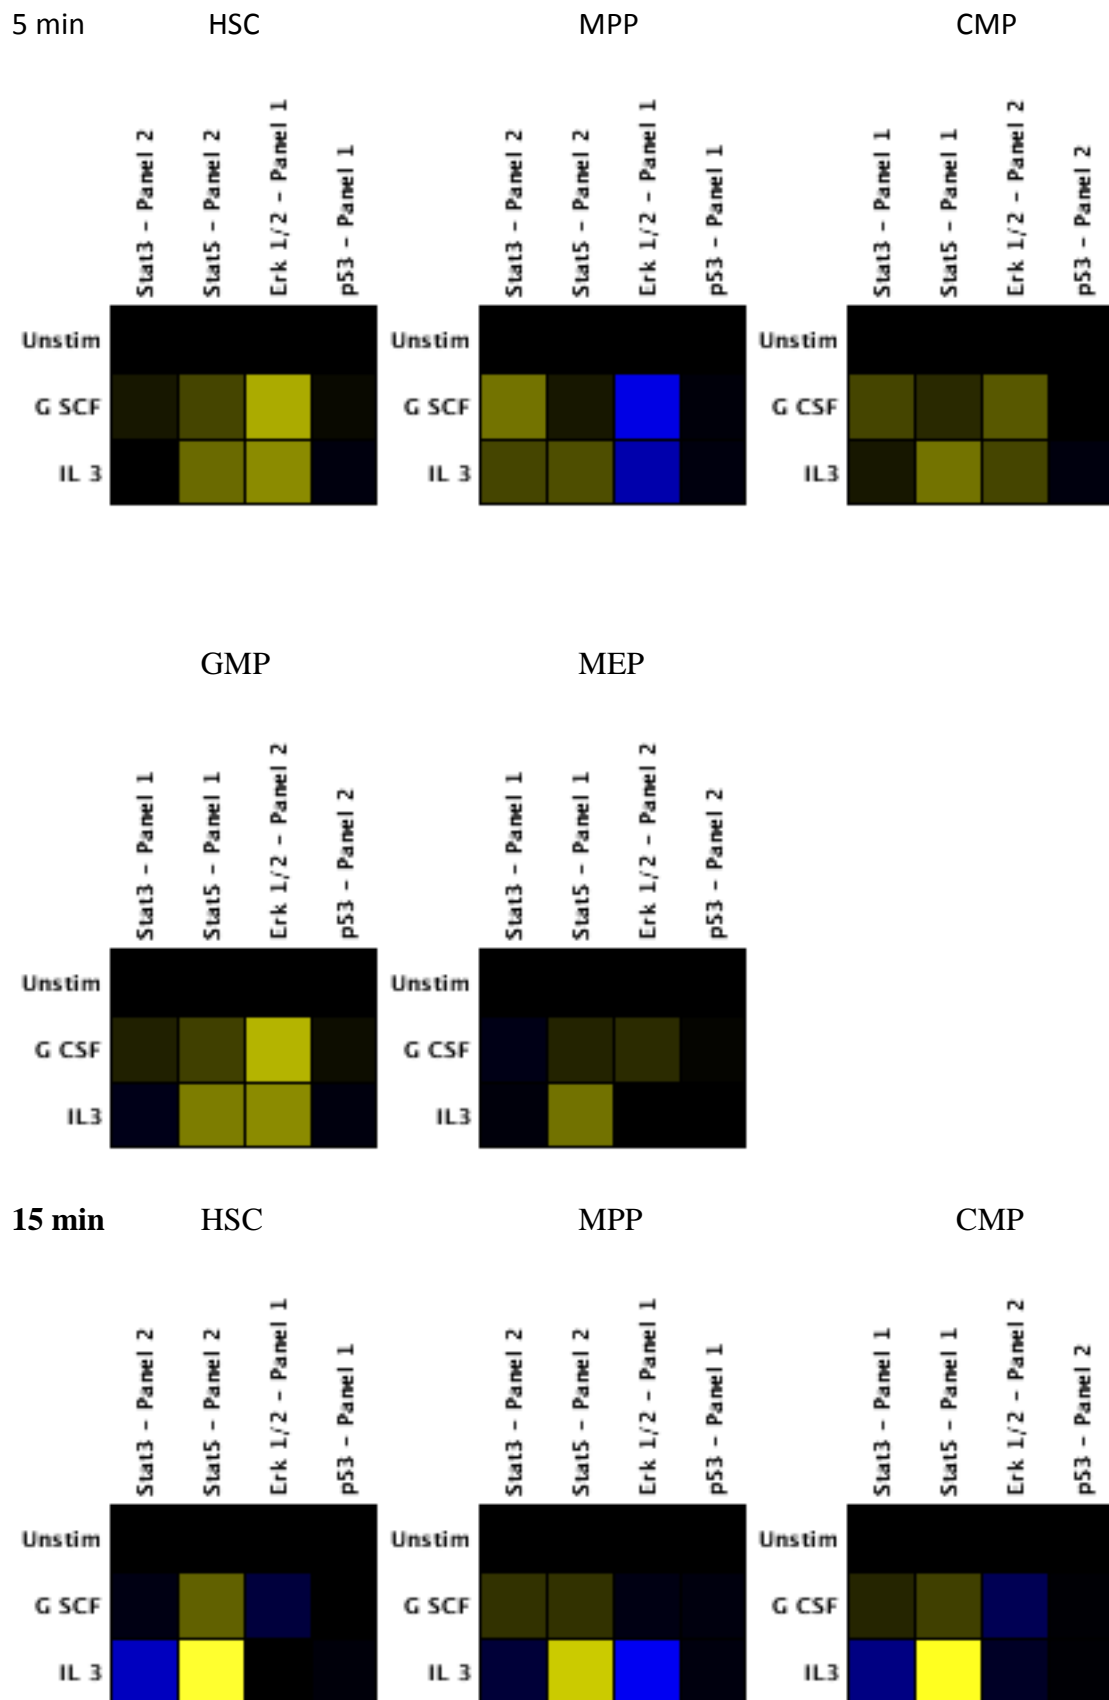 5 min HSC MPP CMP
Stat3 – Panel 2 Stat5 – Panel 2 Erk 1/2 – Panel 1 p53 – Panel 1 Stat3 – Panel 2 Stat5 – Panel 2 Erk 1/2 – Panel 1 p53 – Panel 1 Stat3 – Panel 1 Stat5 – Panel 1 Erk 1/2 – Panel 2 p53 – Panel 2
Unstim Unstim Unstim
G SCF G SCF G CSF
IL 3 IL 3 IL3
GMP MEP
Stat3 – Panel 1 Stat5 – Panel 1 Erk 1/2 – Panel 2 p53 – Panel 2 Stat3 – Panel 1 Stat5 – Panel 1 Erk 1/2 – Panel 2 p53 – Panel 2
Unstim Unstim
G CSF G CSF
IL3 IL3
15 min HSC MPP CMP
Stat3 – Panel 2 Stat5 – Panel 2 Erk 1/2 – Panel 1 p53 – Panel 1 Stat3 – Panel 2 Stat5 – Panel 2 Erk 1/2 – Panel 1 p53 – Panel 1 Stat3 – Panel 1 Stat5 – Panel 1 Erk 1/2 – Panel 2 p53 – Panel 2
Unstim Unstim Unstim
G SCF G SCF G CSF
IL 3 IL 3 IL3